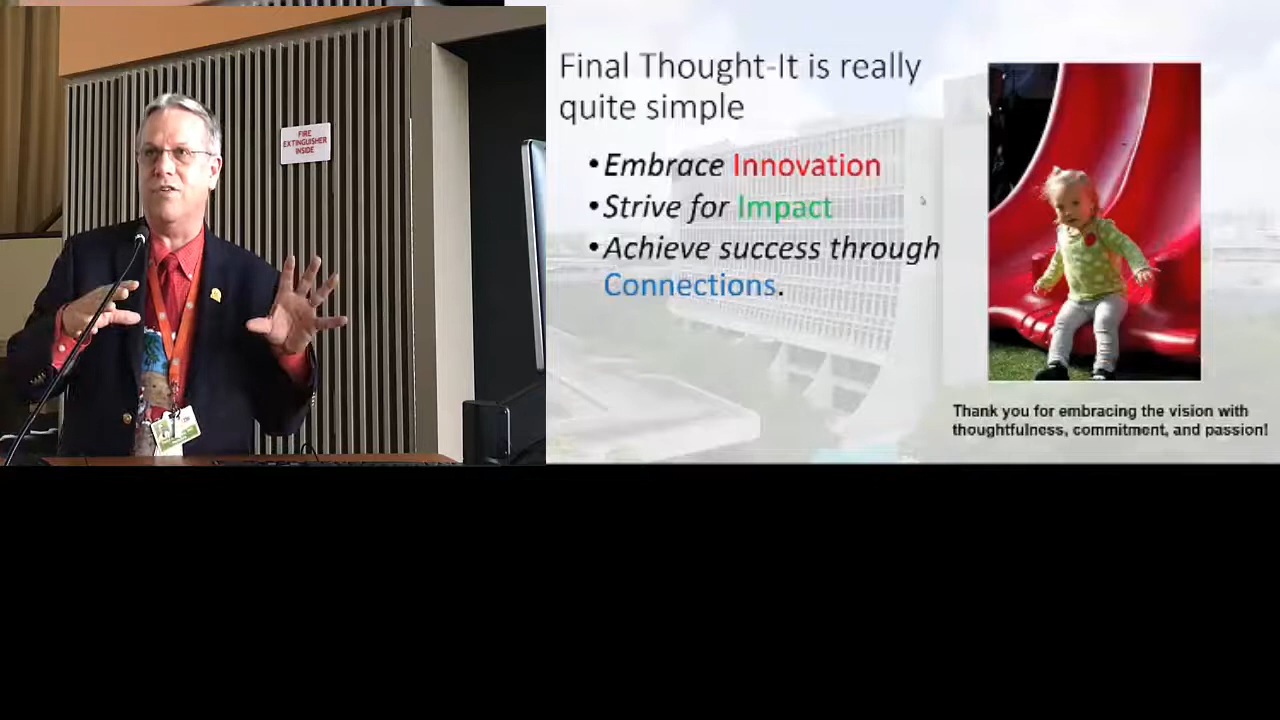 FIRE
EXTINGUISHER
INSIDE
Final Thought-It is really
quite simple
•Embrace Innovation
•Strive for Impact
•Achieve success through
Connections.
Thank you for embracing the vision with
thoughtfulness, commitment, and passion!